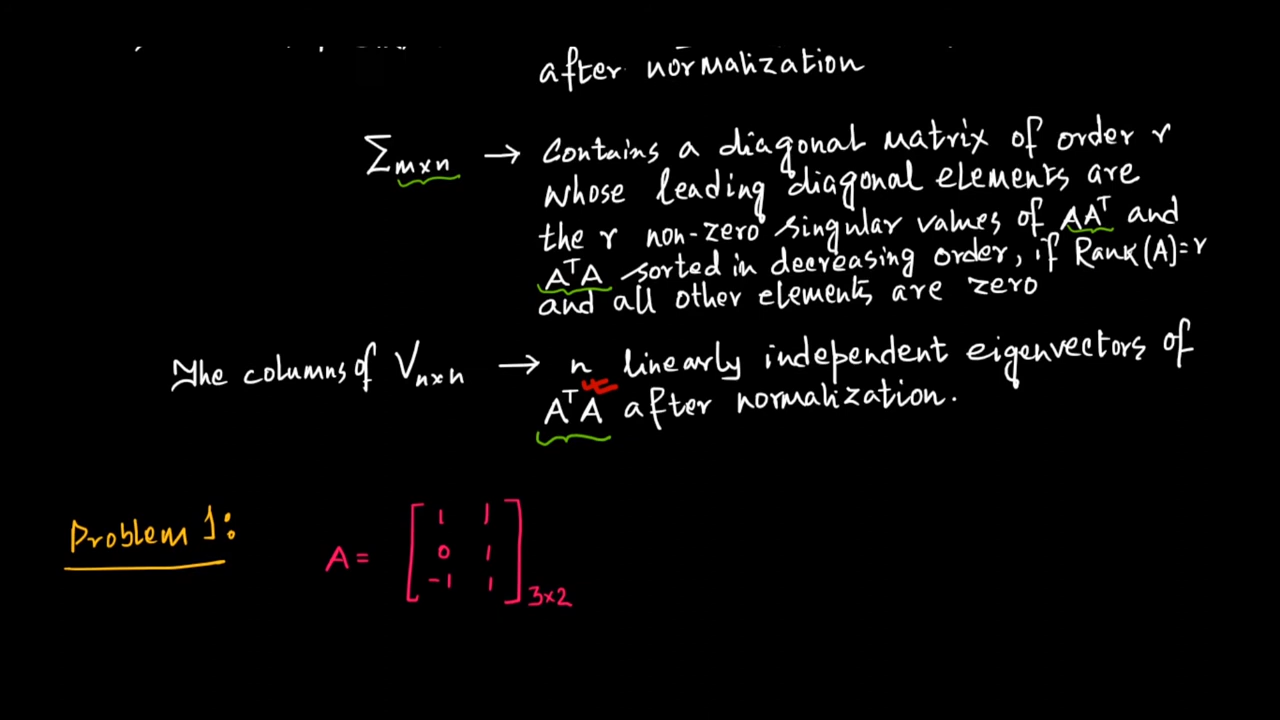 after normalization
Σm×n → Contains a diagonal matrix of order r
whose leading diagonal elements are
the r non-zero singular values of AAᵀ and
AᵀA sorted in decreasing order, if Rank(A)=r
and all other elements are zero
The columns of Vn×n → n linearly independent eigenvectors of
AᵀA after normalization.
Problem 1:
A = [ 1 1
0 1
-1 1 ]3×2